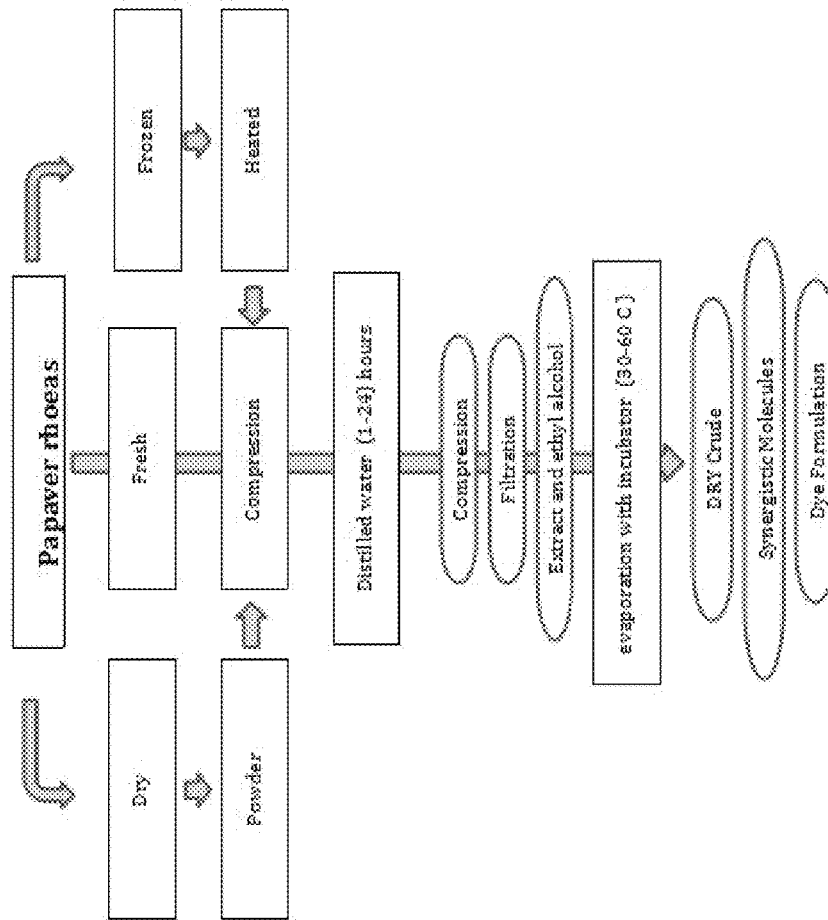 Papaver rhoeas
Dry
Fresh
Frozen
Powder
Compression
Heated
Distilled water (1-24) hours
Compression
Filtration
Extract and ethyl alcohol
evaporation with incubator (30-60 C)
DRY Crude
Synergistic Molecules
Dye Formulation